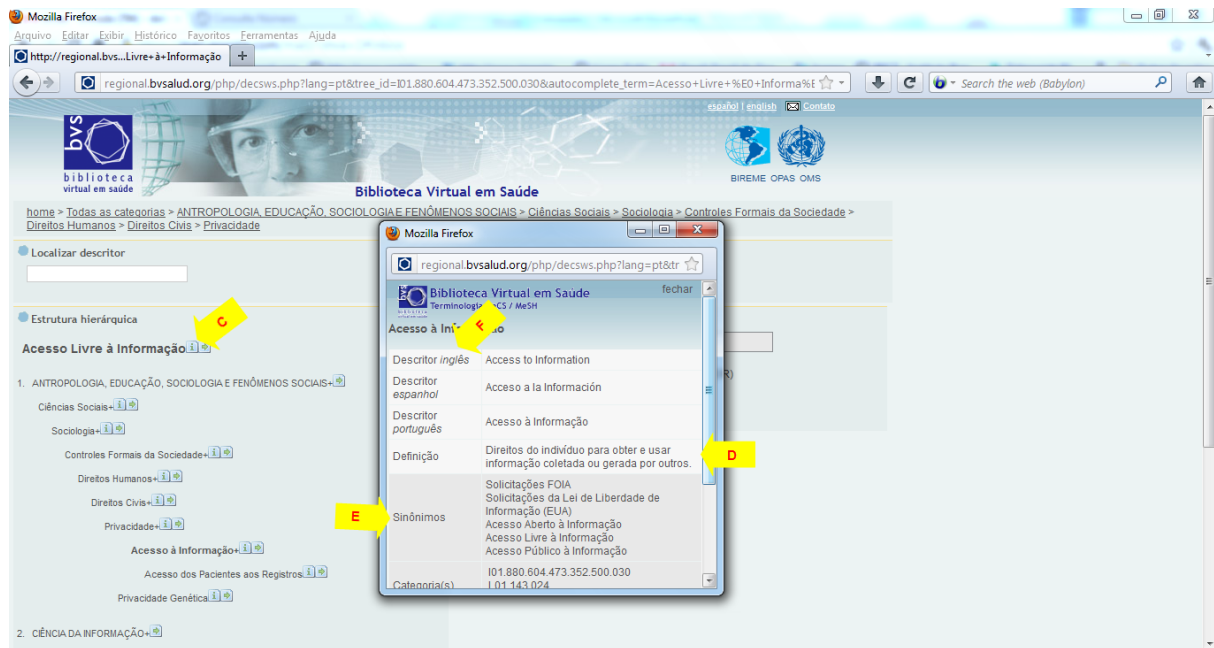 Mozilla Firefox
Arquivo Editar Exibir Histórico Favoritos Ferramentas Ajuda
http://regional.bvs...Livre+à+Informação +
regional.bvsalud.org/php/decsws.php?lang=pt&tree_id=I01.880.604.473.352.500.030&autocomplete_term=Acesso+Livre+%E0+Informa%E
Search the web (Babylon)
español | english Contato
bvs
biblioteca
virtual em saúde
BIREME OPAS OMS
Biblioteca Virtual em Saúde
home > Todas as categorias > ANTROPOLOGIA, EDUCAÇÃO, SOCIOLOGIA E FENÔMENOS SOCIAIS > Ciências Sociais > Sociologia > Controles Formais da Sociedade >
Direitos Humanos > Direitos Civis > Privacidade
Localizar descritor
Estrutura hierárquica
C
Acesso Livre à Informação
1. ANTROPOLOGIA, EDUCAÇÃO, SOCIOLOGIA E FENÔMENOS SOCIAIS+
Ciências Sociais+
Sociologia+
Controles Formais da Sociedade+
Direitos Humanos+
Direitos Civis+
Privacidade+
Acesso à Informação+
Acesso dos Pacientes aos Registros
Privacidade Genética
2. CIÊNCIA DA INFORMAÇÃO+
Mozilla Firefox
regional.bvsalud.org/php/decsws.php?lang=pt&tr
Biblioteca Virtual em Saúde
fechar
DeCS / MeSH
F
Acesso à
Descritor inglês Access to Information
Descritor espanhol Acceso a la Información
Descritor português Acesso à Informação
Definição Direitos do indivíduo para obter e usar
informação coletada ou gerada por outros.
D
E
Sinônimos
Solicitações FOIA
Solicitações da Lei de Liberdade de
Informação (EUA)
Acesso Aberto à Informação
Acesso Livre à Informação
Acesso Público à Informação
Categoria(s)
I01.880.604.473.352.500.030
L01.143.024
R)